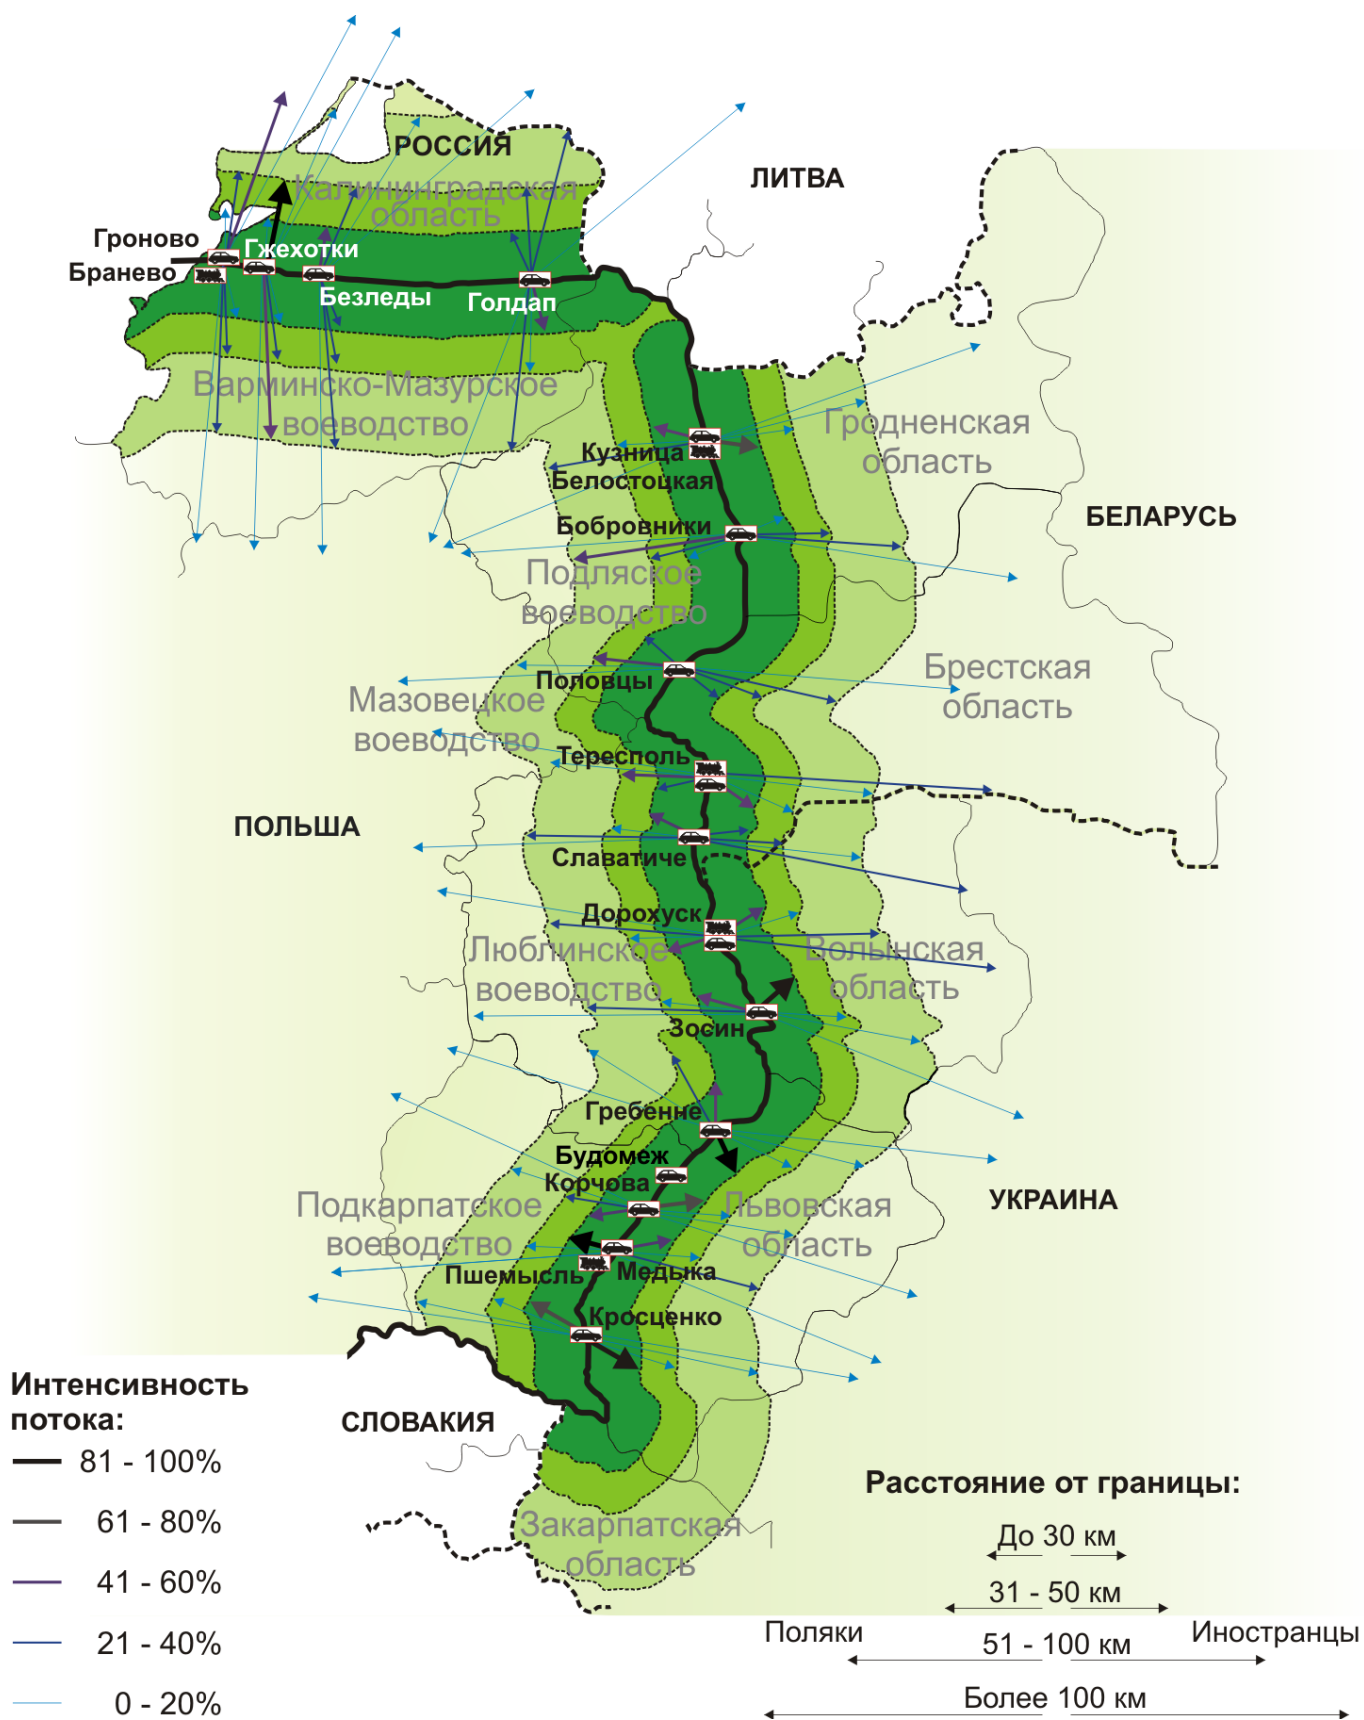 РОССИЯ
ЛИТВА
Калининградская
область
Гроново
Гжехотки
Бранево
Безледы
Голдап
Варминско-Мазурское
воеводство
Гродненская
область
Кузница
Белостоцкая
БЕЛАРУСЬ
Бобровники
Подляское
воеводство
Брестская
область
Половцы
Мазовецкое
воеводство
Тересполь
ПОЛЬША
Славатиче
Дорохуск
Люблинское
воеводство
Волынская
область
Зосин
Гребенне
Будомеж
Корчова
Подкарпатское
воеводство
Львовская
область
УКРАИНА
Пшемысль
Медыка
Кросценко
СЛОВАКИЯ
Закарпатская
область
Интенсивность
потока:
81 - 100%
61 - 80%
41 - 60%
21 - 40%
0 - 20%
Расстояние от границы:
До 30 км
31 - 50 км
Поляки
Иностранцы
51 - 100 км
Более 100 км